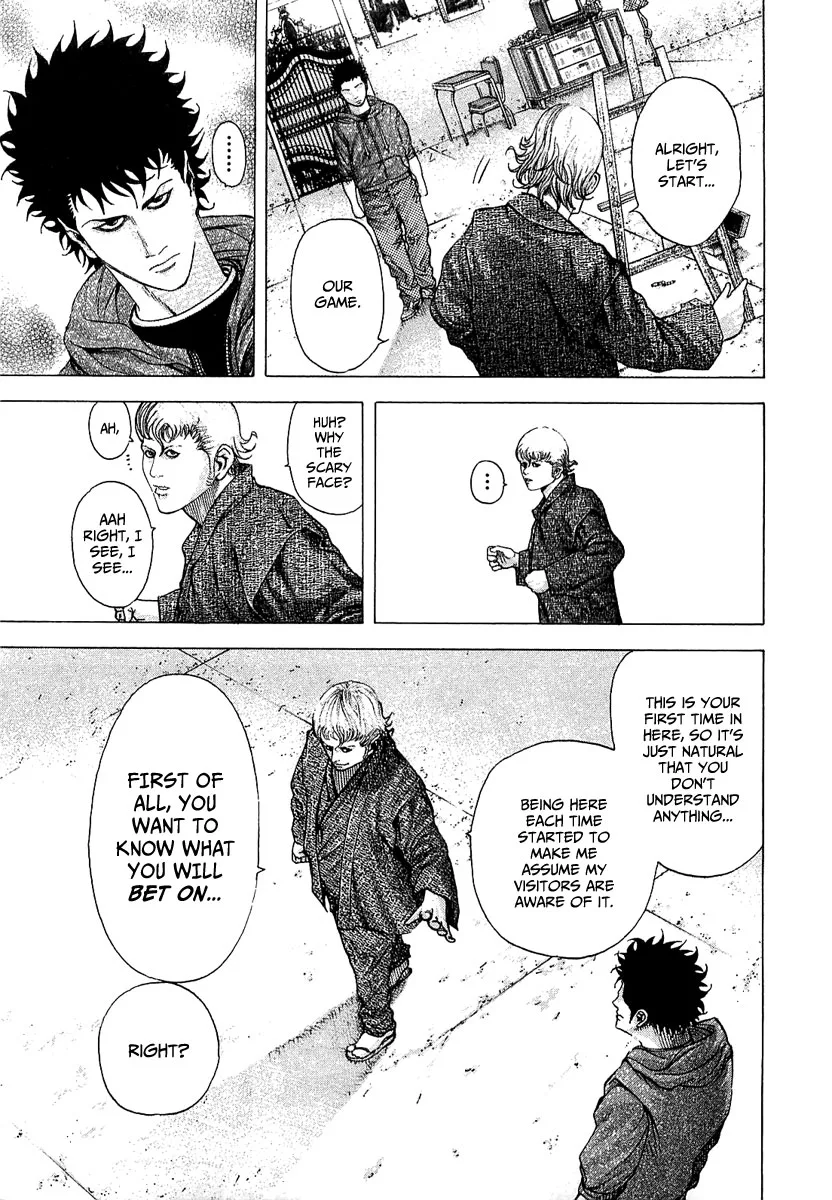 ALRIGHT,
LET'S
START...
OUR
GAME.
......
...
HUH?
WHY
THE
SCARY
FACE?
AH,
...
AAH
RIGHT, I
SEE, I
SEE...
THIS IS YOUR
FIRST TIME IN
HERE, SO IT'S
JUST NATURAL
THAT YOU
DON'T
UNDERSTAND
ANYTHING...
BEING HERE
EACH TIME
STARTED TO
MAKE ME
ASSUME MY
VISITORS ARE
AWARE OF IT.
FIRST OF
ALL, YOU
WANT TO
KNOW WHAT
YOU WILL
BET ON...
RIGHT?